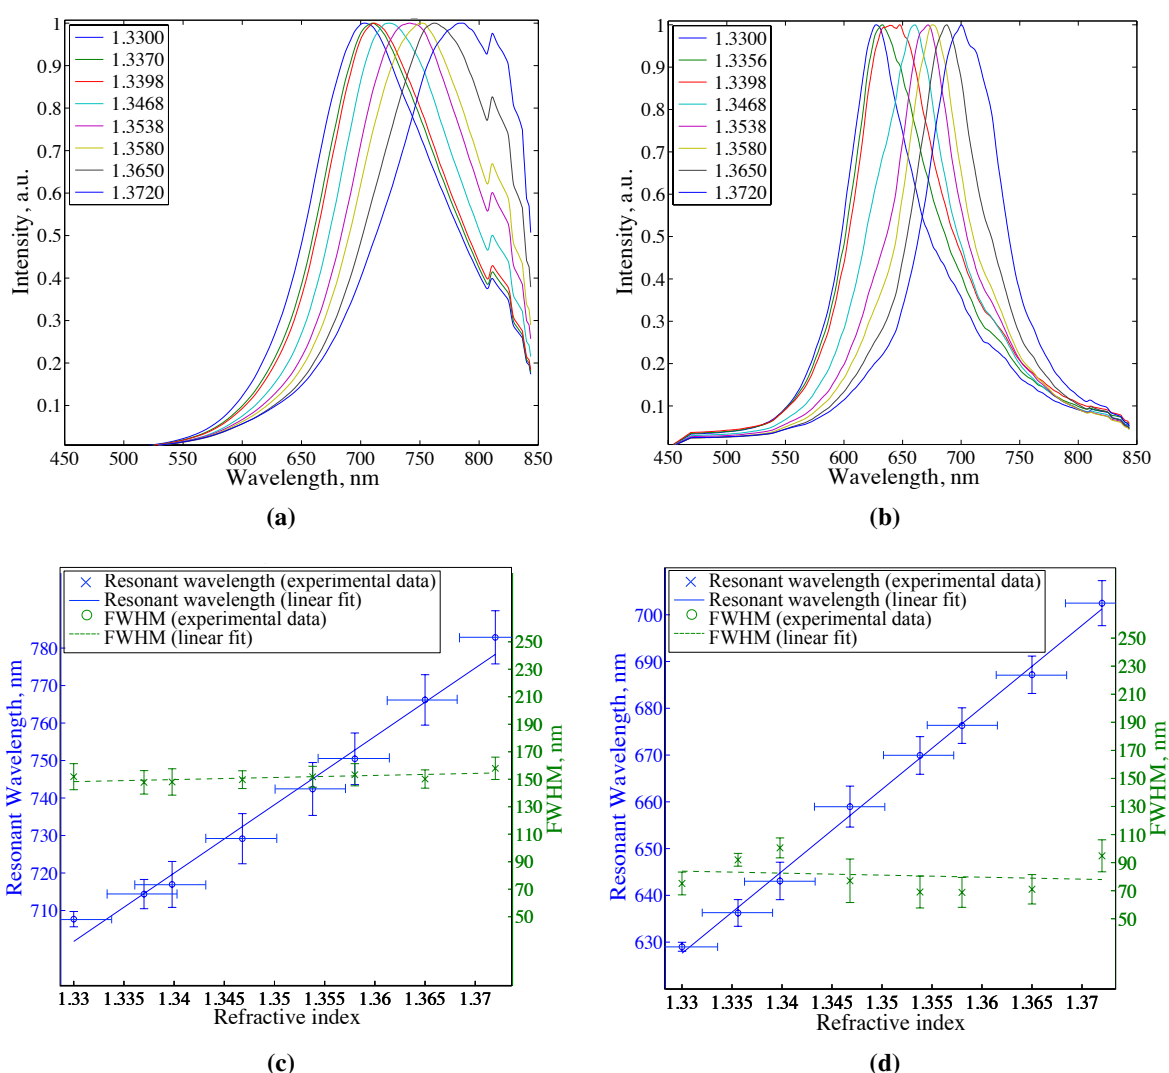 1
0.9
0.8
0.7
0.6
0.5
0.4
0.3
0.2
0.1
Intensity, a.u.
1.3300
1.3370
1.3398
1.3468
1.3538
1.3580
1.3650
1.3720
450 500 550 600 650 700 750 800 850
Wavelength, nm
(a)
1
0.9
0.8
0.7
0.6
0.5
0.4
0.3
0.2
0.1
Intensity, a.u.
1.3300
1.3356
1.3398
1.3468
1.3538
1.3580
1.3650
1.3720
450 500 550 600 650 700 750 800 850
Wavelength, nm
(b)
Resonant wavelength (experimental data)
Resonant wavelength (linear fit)
FWHM (experimental data)
FWHM (linear fit)
780
770
760
750
740
730
720
710
Resonant Wavelength, nm
250
230
210
190
170
150
130
110
90
70
50
FWHM, nm
1.33 1.335 1.34 1.345 1.35 1.355 1.36 1.365 1.37
Refractive index
(c)
Resonant wavelength (experimental data)
Resonant wavelength (linear fit)
FWHM (experimental data)
FWHM (linear fit)
700
690
680
670
660
650
640
630
Resonant Wavelength, nm
250
230
210
190
170
150
130
110
90
70
50
FWHM, nm
1.33 1.335 1.34 1.345 1.35 1.355 1.36 1.365 1.37
Refractive index
(d)